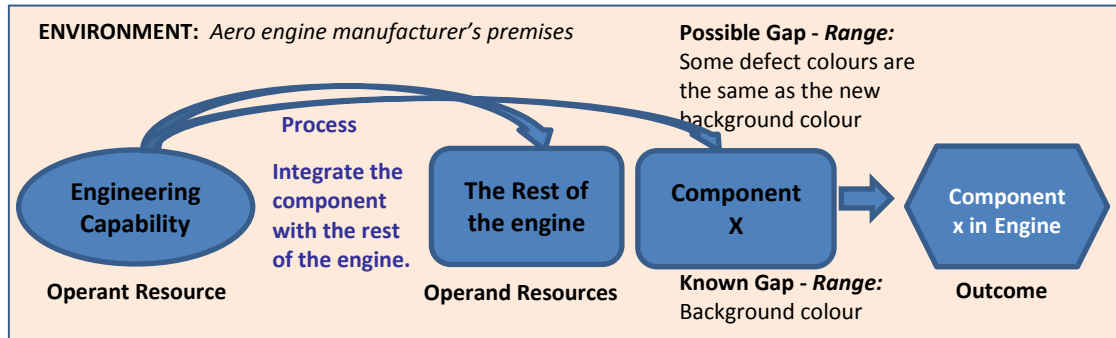 ENVIRONMENT: Aero engine manufacturer's premises
Possible Gap - Range:
Some defect colours are
the same as the new
background colour
Process
Integrate the
component
with the rest
of the engine.
Engineering
Capability
The Rest of
the engine
Component
X
Component
x in Engine
Operant Resource
Operand Resources
Known Gap - Range:
Background colour
Outcome